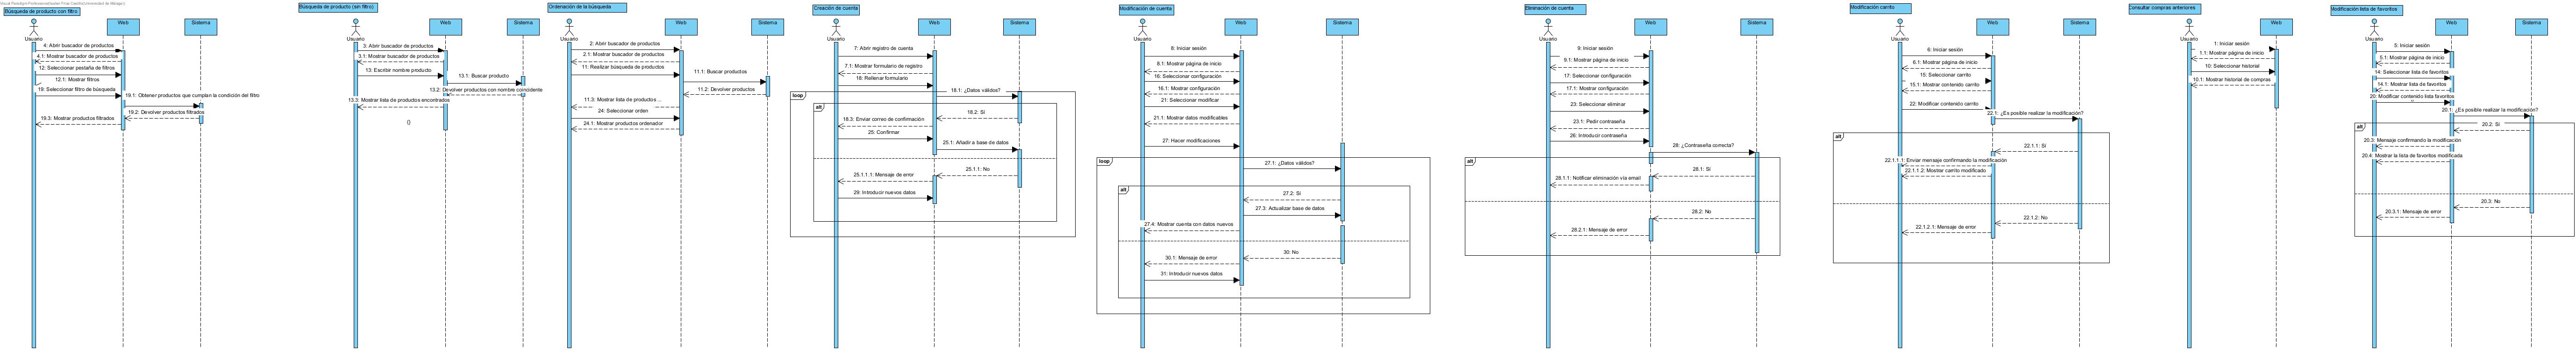 Visual Paradigm Professional(Daniel Fran Castillo(Universidad de Málaga))
Búsqueda de producto con filtro
Usuario
Web
Sistema
4: Abrir buscador de productos
4.1: Mostrar buscador de productos
12: Seleccionar pestaña de filtros
12.1: Mostrar filtros
19: Seleccionar filtro de búsqueda
19.1: Obtener productos que cumplan la condición del filtro
19.2: Devolver productos filtrados
19.3: Mostrar productos filtrados
Búsqueda de producto (sin filtro)
Usuario
Web
Sistema
3: Abrir buscador de productos
3.1: Mostrar buscador de productos
13: Escribir nombre producto
13.1: Buscar producto
13.2: Devolver productos con nombre coincidente
13.3: Mostrar lista de productos encontrados
()
Ordenación de la búsqueda
Usuario
Web
Sistema
2: Abrir buscador de productos
2.1: Mostrar buscador de productos
11: Realizar búsqueda de productos
11.1: Buscar productos
11.2: Devolver productos
11.3: Mostrar lista de productos ...
24: Seleccionar orden
24.1: Mostrar productos ordenador
Creación de cuenta
Usuario
Web
Sistema
7: Abrir registro de cuenta
7.1: Mostrar formulario de registro
18: Rellenar formulario
loop
18.1: ¿Datos válidos?
alt
18.2: Sí
18.3: Enviar correo de confirmación
25: Confirmar
25.1: Añadir a base de datos
25.1.1: No
25.1.1.1: Mensaje de error
29: Introducir nuevos datos
Modificación de cuenta
Usuario
Web
Sistema
8: Iniciar sesión
8.1: Mostrar página de inicio
16: Seleccionar configuración
16.1: Mostrar configuración
21: Seleccionar modificar
21.1: Mostrar datos modificables
27: Hacer modificaciones
loop
27.1: ¿Datos válidos?
alt
27.2: Sí
27.3: Actualizar base de datos
27.4: Mostrar cuenta con datos nuevos
30: No
30.1: Mensaje de error
31: Introducir nuevos datos
Eliminación de cuenta
Usuario
Web
Sistema
9: Iniciar sesión
9.1: Mostrar página de inicio
17: Seleccionar configuración
17.1: Mostrar configuración
23: Seleccionar eliminar
23.1: Pedir contraseña
26: Introducir contraseña
28: ¿Contraseña correcta?
alt
28.1: Sí
28.1.1: Notificar eliminación vía email
28.2: No
28.2.1: Mensaje de error
Modificación carrito
Usuario
Web
Sistema
6: Iniciar sesión
6.1: Mostrar página de inicio
15: Seleccionar carrito
15.1: Mostrar contenido carrito
22: Modificar contenido carrito
22.1: ¿Es posible realizar la modificación?
alt
22.1.1: Sí
22.1.1.1: Enviar mensaje confirmando la modificación
22.1.1.2: Mostrar carrito modificado
22.1.2: No
22.1.2.1: Mensaje de error
Consultar compras anteriores
Usuario
Web
1: Iniciar sesión
1.1: Mostrar página de inicio
10: Seleccionar historial
10.1: Mostrar historial de compras
Modificación lista de favoritos
Usuario
Web
Sistema
5: Iniciar sesión
5.1: Mostrar página de inicio
14: Seleccionar lista de favoritos
14.1: Mostrar lista de favoritos
20: Modificar contenido lista favoritos
20.1: ¿Es posible realizar la modificación?
alt
20.2: Sí
20.3: Mensaje confirmando la modificación
20.4: Mostrar la lista de favoritos modificada
20.3: No
20.3.1: Mensaje de error